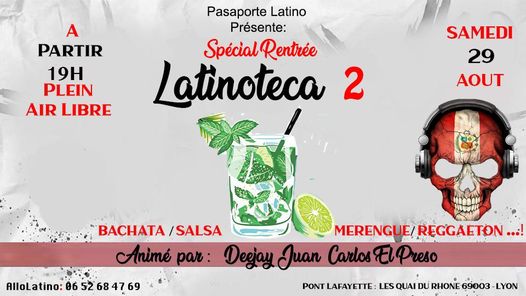 Pasaporte Latino
Présente:
Spécial Rentrée
Latinoteca 2
A
PARTIR
19H
PLEIN
AIR LIBRE
SAMEDI
29
AOUT
BACHATA / SALSA
MERENGUE/ REGGAETON ...!
Animé par : Deejay Juan Carlos El Preso
AlloLatino: 06 52 68 47 69
PONT LAFAYETTE : LES QUAI DU RHONE 69003 - LYON